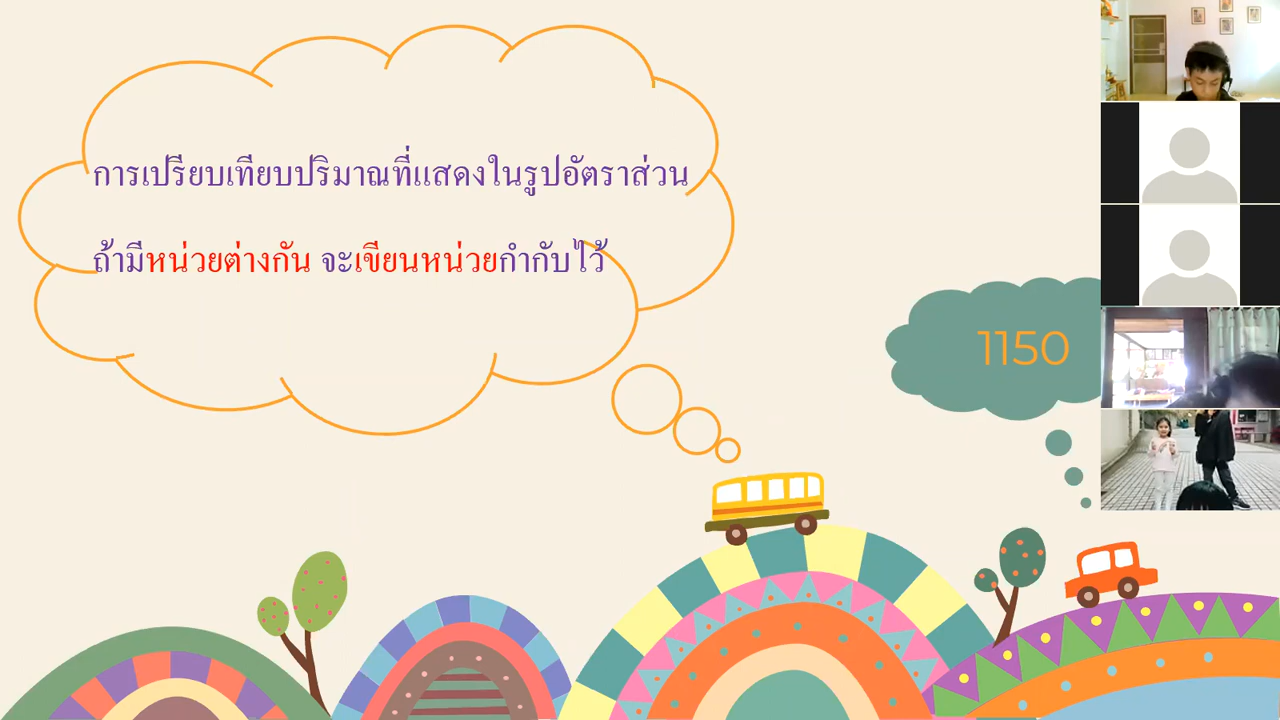 การเปรียบเทียบปริมาณที่แสดงในรูปอัตราส่วน
ถ้ามีหน่วยต่างกัน จะเขียนหน่วยกำกับไว้
1150